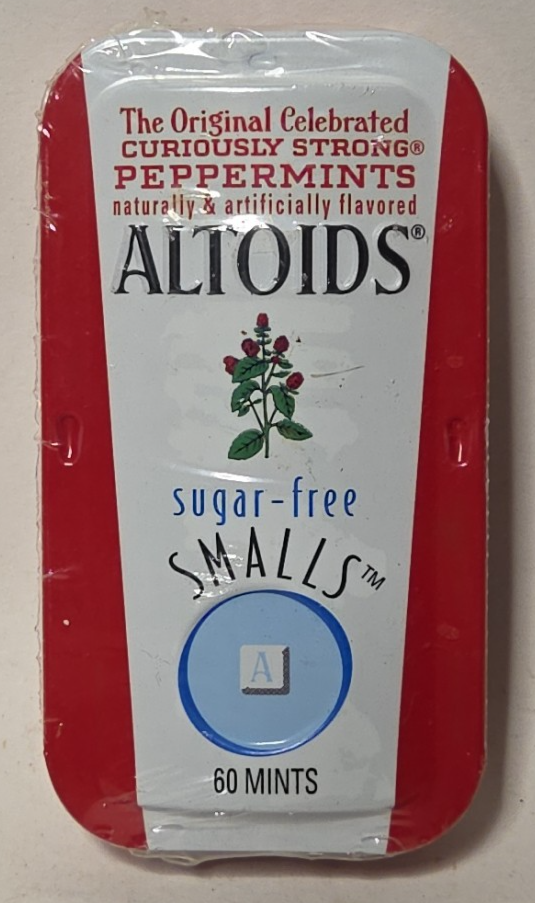 The Original Celebrated
CURIOUSLY STRONG®
PEPPERMINTS
naturally & artificially flavored
ALTOIDS®
sugar-free
SMALLS™
A
60 MINTS